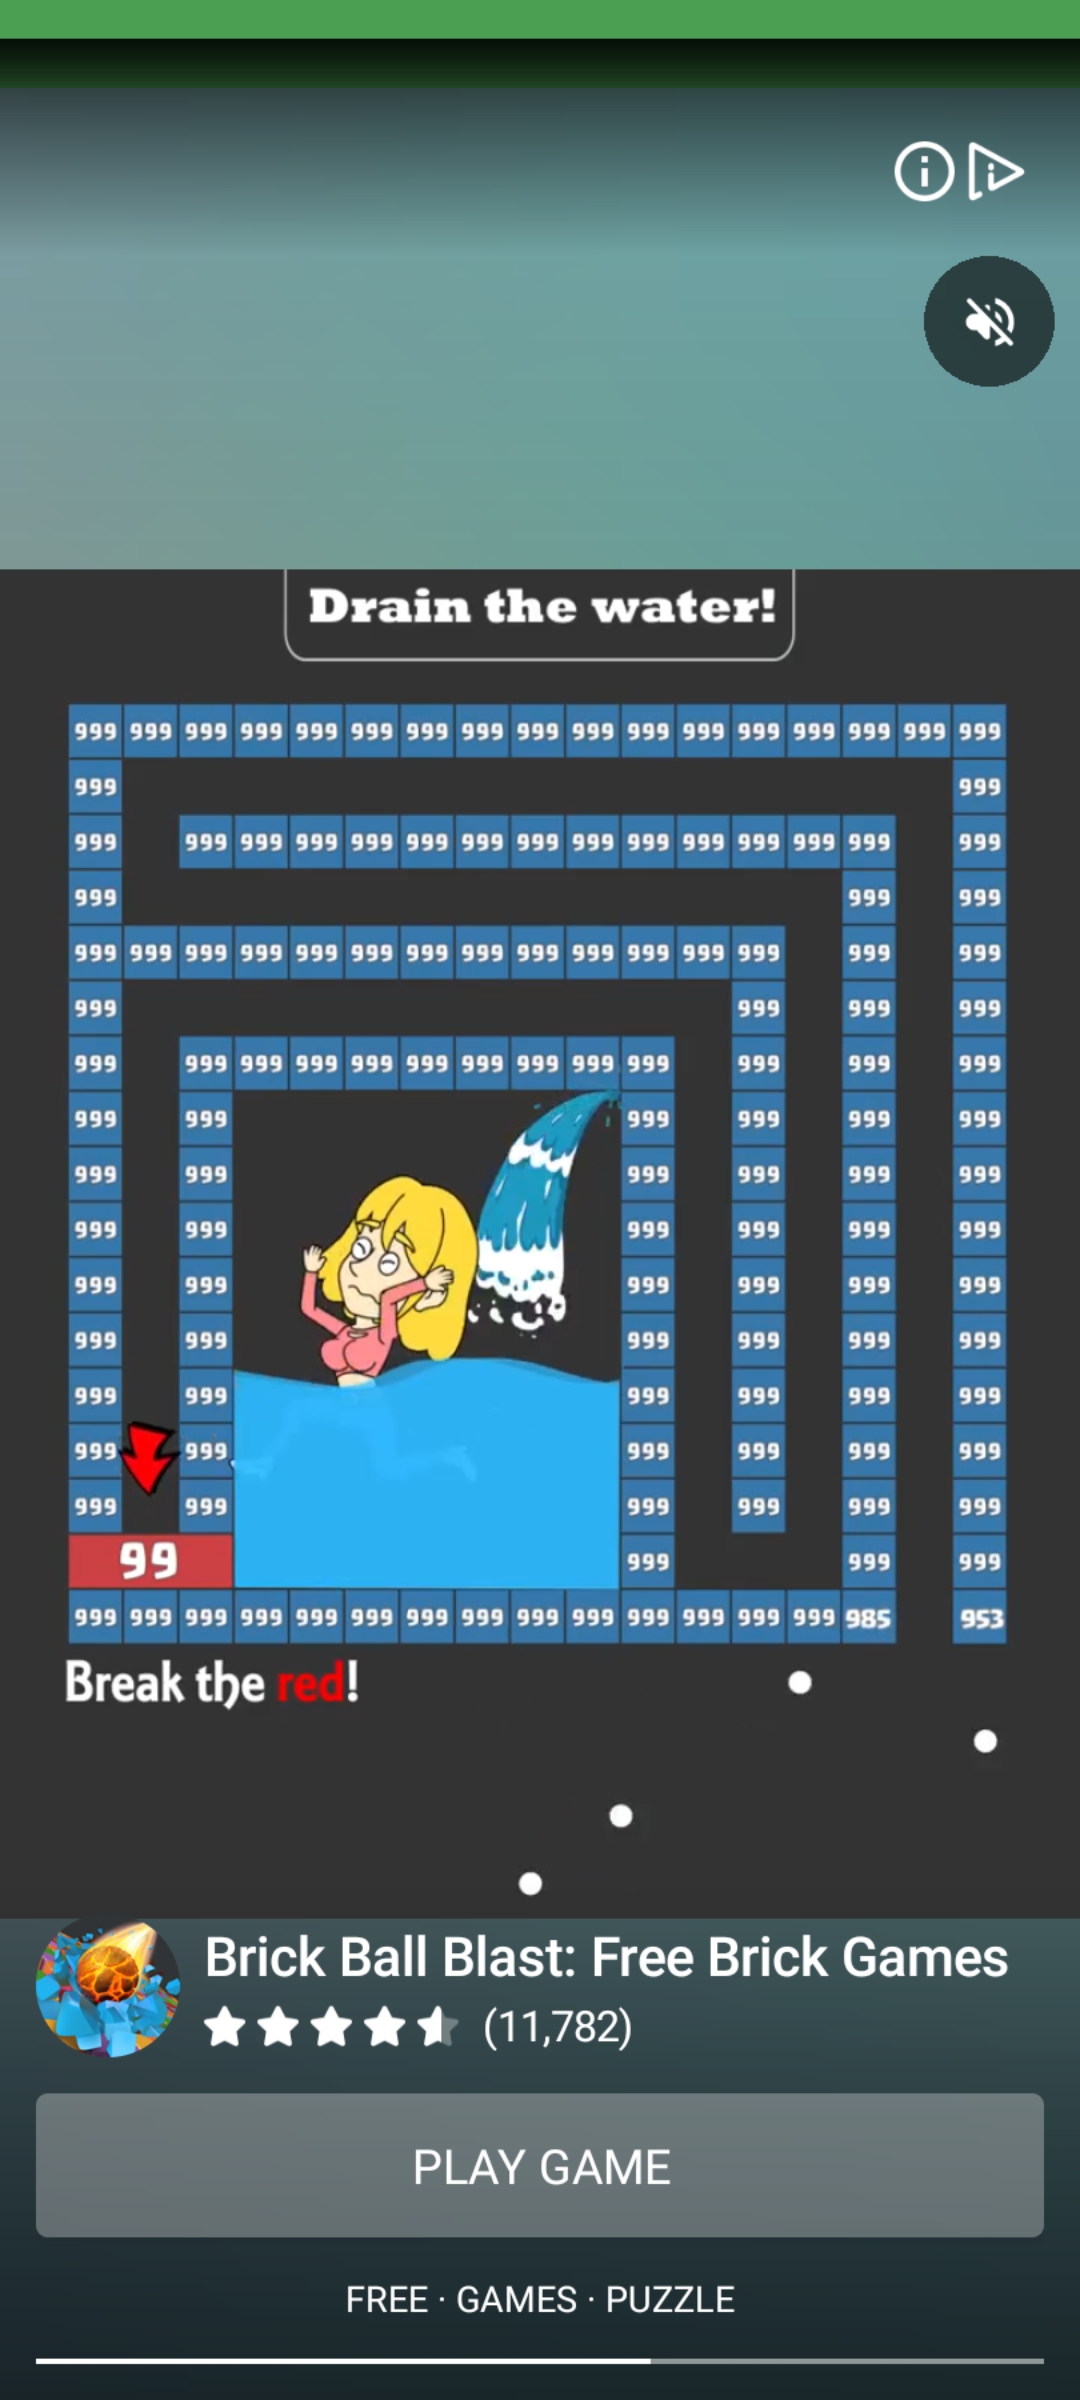 Drain the water!
999 999 999 999 999 999 999 999 999 999 999 999 999 999 999 999 999
999 999
999 999 999 999 999 999 999 999 999 999 999 999 999 999 999
999 999 999
999 999 999 999 999 999 999 999 999 999 999 999 999 999 999
999 999 999 999
999 999 999 999 999 999 999 999 999 999 999 999 999
999 999 999 999 999 999
999 999 999 999 999 999
999 999 999 999 999 999
999 999 999 999 999 999
999 999 999 999 999 999
999 999 999 999 999 999
999 999 999 999 999 999
999 999 999 999 999 999
99 999 999 999
999 999 999 999 999 999 999 999 999 999 999 999 999 999 985 953
Break the red!
Brick Ball Blast: Free Brick Games
(11,782)
PLAY GAME
FREE · GAMES · PUZZLE